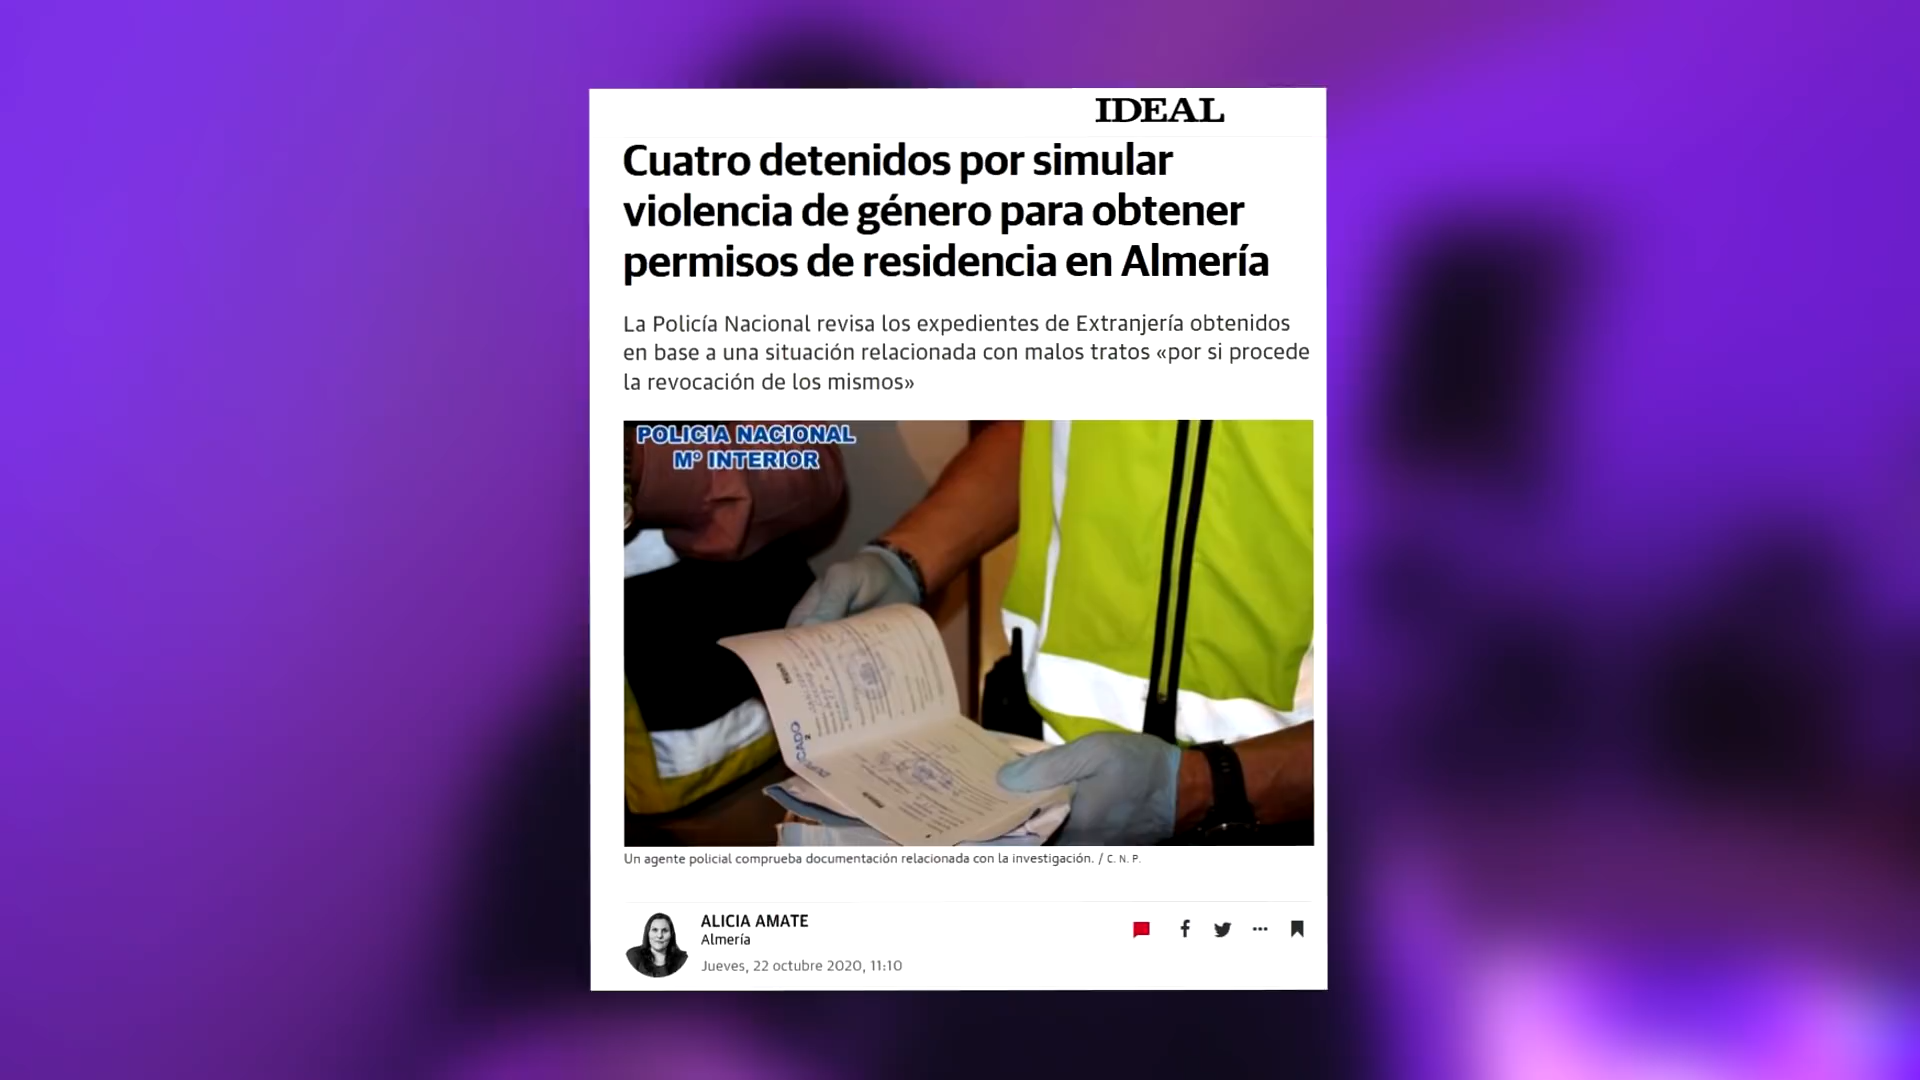 IDEAL
Cuatro detenidos por simular
violencia de género para obtener
permisos de residencia en Almería
La Policía Nacional revisa los expedientes de Extranjería obtenidos
en base a una situación relacionada con malos tratos «por si procede
la revocación de los mismos»
POLICIA NACIONAL
Mº INTERIOR
Un agente policial comprueba documentación relacionada con la investigación. / C. N. P.
ALICIA AMATE
Almería
Jueves, 22 octubre 2020, 11:10